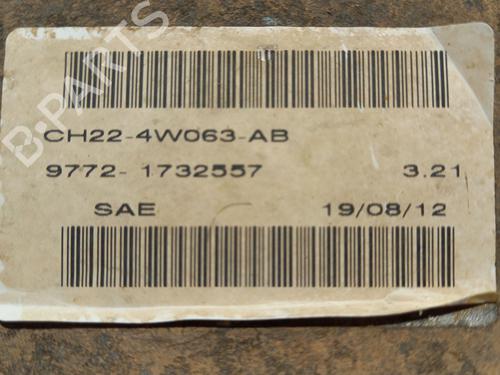 B-PARTS
CH22-4W063-AB
9772- 1732557 3.21
SAE 19/08/12